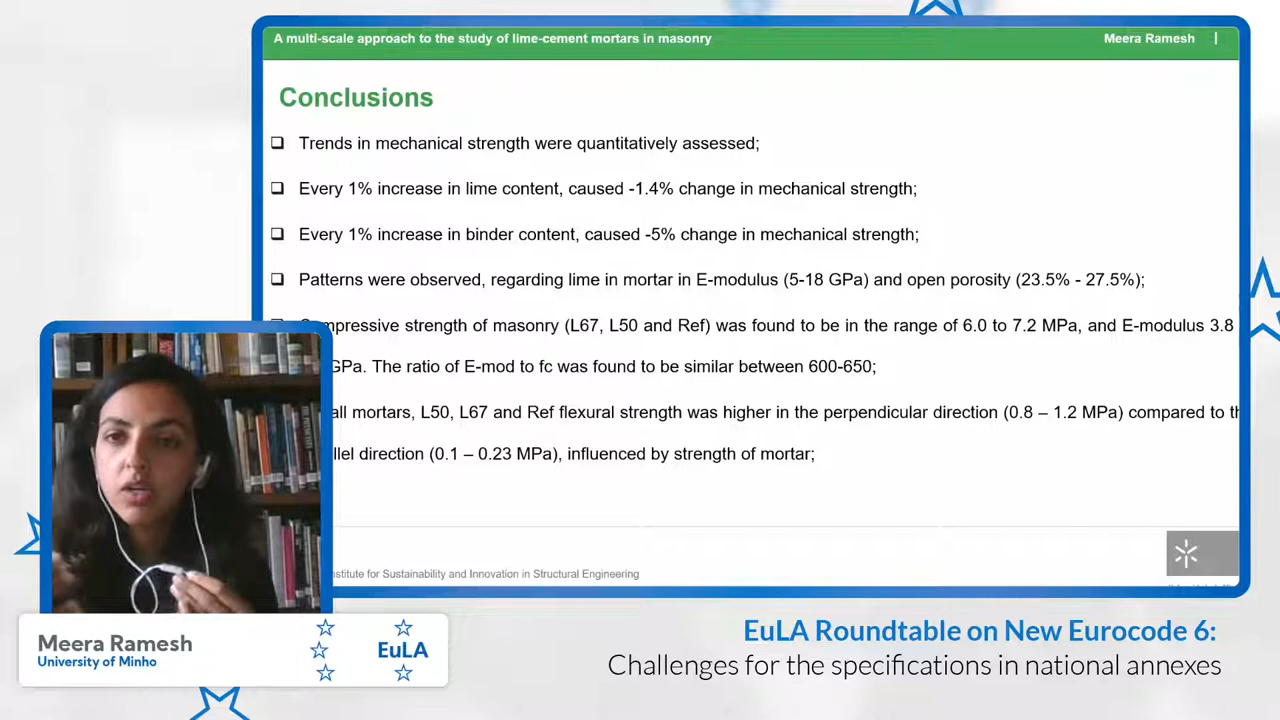 A multi-scale approach to the study of lime-cement mortars in masonry
Meera Ramesh |
Conclusions
❑ Trends in mechanical strength were quantitatively assessed;
❑ Every 1% increase in lime content, caused -1.4% change in mechanical strength;
❑ Every 1% increase in binder content, caused -5% change in mechanical strength;
❑ Patterns were observed, regarding lime in mortar in E-modulus (5-18 GPa) and open porosity (23.5% - 27.5%);
strength of masonry (L67, L50 and Ref) was found to be in the range of 6.0 to 7.2 MPa, and E-modulus 3.8
GPa. The ratio of E-mod to fc was found to be similar between 600-650;
all mortars, L50, L67 and Ref flexural strength was higher in the perpendicular direction (0.8 – 1.2 MPa) compared to
direction (0.1 – 0.23 MPa), influenced by strength of mortar;
for Sustainability and Innovation in Structural Engineering
Meera Ramesh
University of Minho
EuLA
EuLA Roundtable on New Eurocode 6:
Challenges for the specifications in national annexes